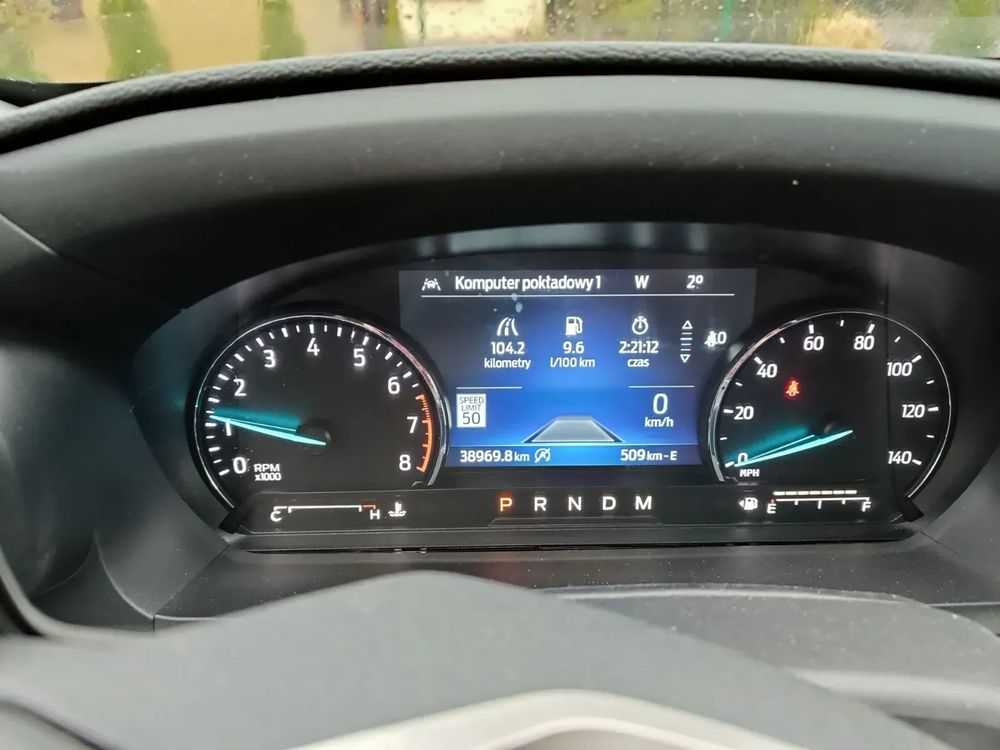 Komputer pokładowy 1 W 2°
104.2 9.6 2:21:12
kilometry l/100 km czas
SPEED
LIMIT
50
0
km/h
38969.8 km 509 km - E
0 1 2 3 4 5 6 7 8
RPM
x1000
0 20 40 60 80 100 120 140
MPH
C H
P R N D M
E F